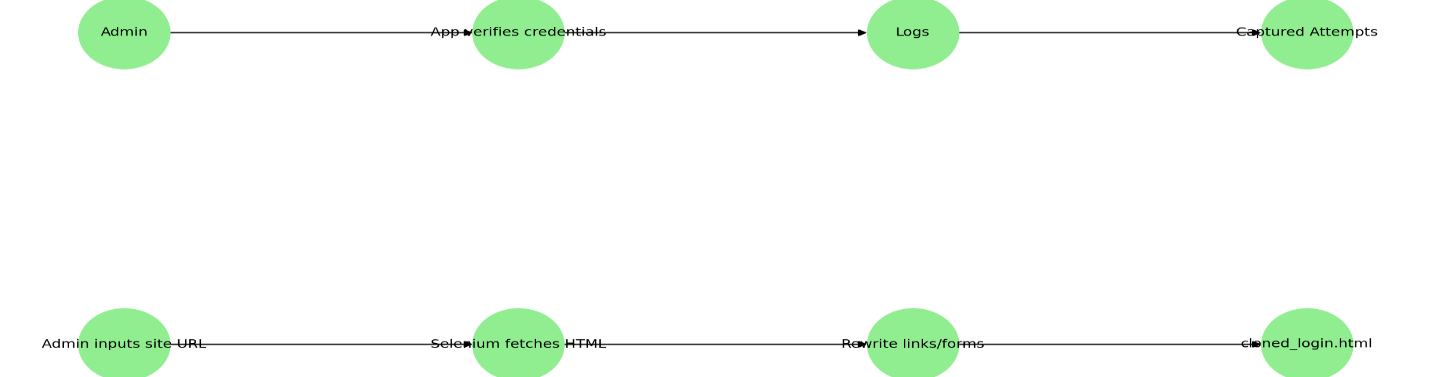 Admin
App verifies credentials
Logs
Captured Attempts
Admin inputs site URL
Selenium fetches HTML
Rewrite links/forms
cloned_login.html